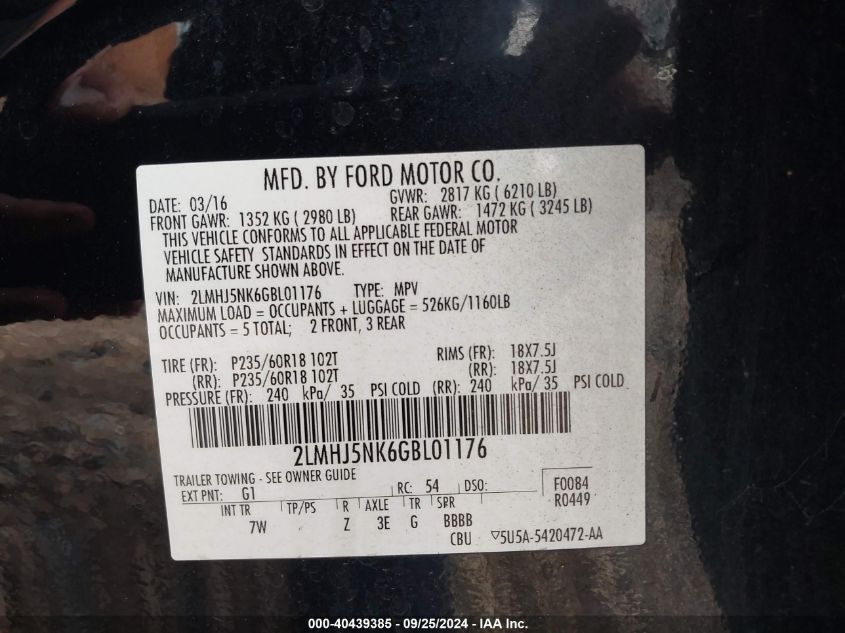 MFD. BY FORD MOTOR CO.
DATE: 03/16 GVWR: 2817 KG ( 6210 LB)
FRONT GAWR: 1352 KG ( 2980 LB) REAR GAWR: 1472 KG ( 3245 LB)
THIS VEHICLE CONFORMS TO ALL APPLICABLE FEDERAL MOTOR
VEHICLE SAFETY STANDARDS IN EFFECT ON THE DATE OF
MANUFACTURE SHOWN ABOVE.
VIN: 2LMHJ5NK6GBL01176 TYPE: MPV
MAXIMUM LOAD = OCCUPANTS + LUGGAGE = 526KG/1160LB
OCCUPANTS = 5 TOTAL; 2 FRONT, 3 REAR
TIRE (FR): P235/60R18 102T RIMS (FR): 18X7.5J
(RR): P235/60R18 102T (RR): 18X7.5J
PRESSURE (FR): 240 kPa/ 35 PSI COLD (RR): 240 kPa/ 35 PSI COLD
2LMHJ5NK6GBL01176
TRAILER TOWING - SEE OWNER GUIDE
EXT PNT: G1 RC: 54 DSO: F0084
INT TR TP/PS R AXLE TR SPR R0449
7W Z 3E G BBBB
CBU ▽5U5A-5420472-AA
000-40439385 - 09/25/2024 - IAA Inc.